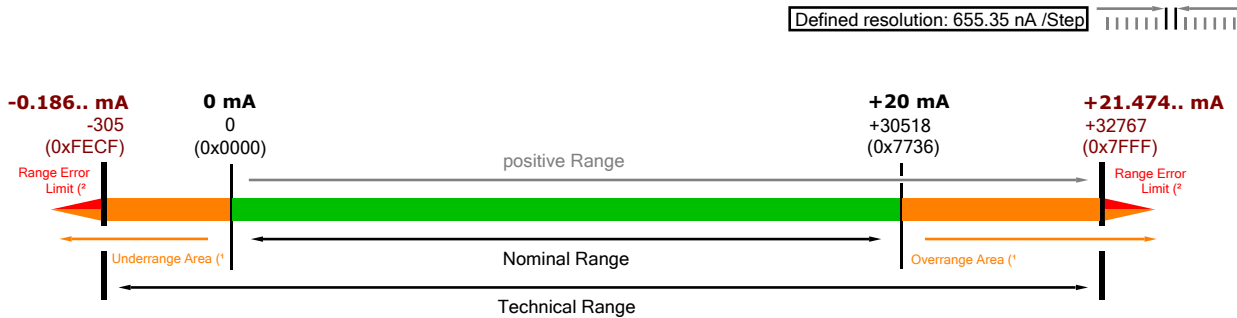 Defined resolution: 655.35 nA /Step
-0.186.. mA
0 mA
+20 mA
+21.474.. mA
-305
0
+30518
+32767
(0xFECF)
(0x0000)
(0x7736)
(0x7FFF)
Range Error
Limit (²
positive Range
Range Error
Limit (²
Underrange Area (¹
Nominal Range
Overrange Area (¹
Technical Range